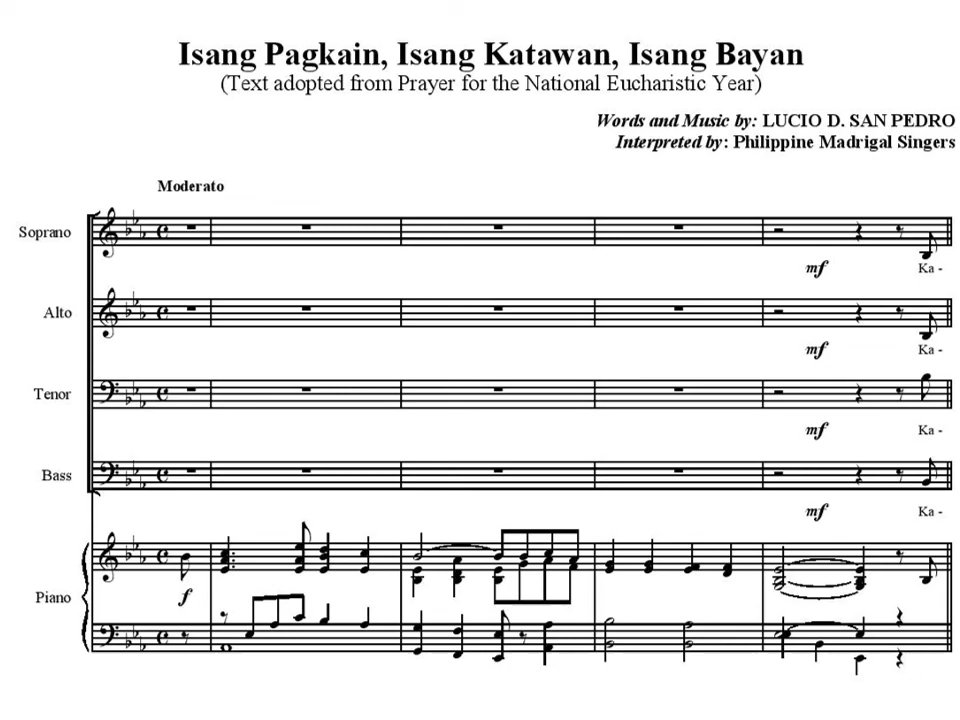 Isang Pagkain, Isang Katawan, Isang Bayan
(Text adopted from Prayer for the National Eucharistic Year)
Words and Music by: LUCIO D. SAN PEDRO
Interpreted by: Philippine Madrigal Singers
Moderato
Soprano
mf Ka -
Alto
mf Ka -
Tenor
mf Ka -
Bass
mf Ka -
Piano
f